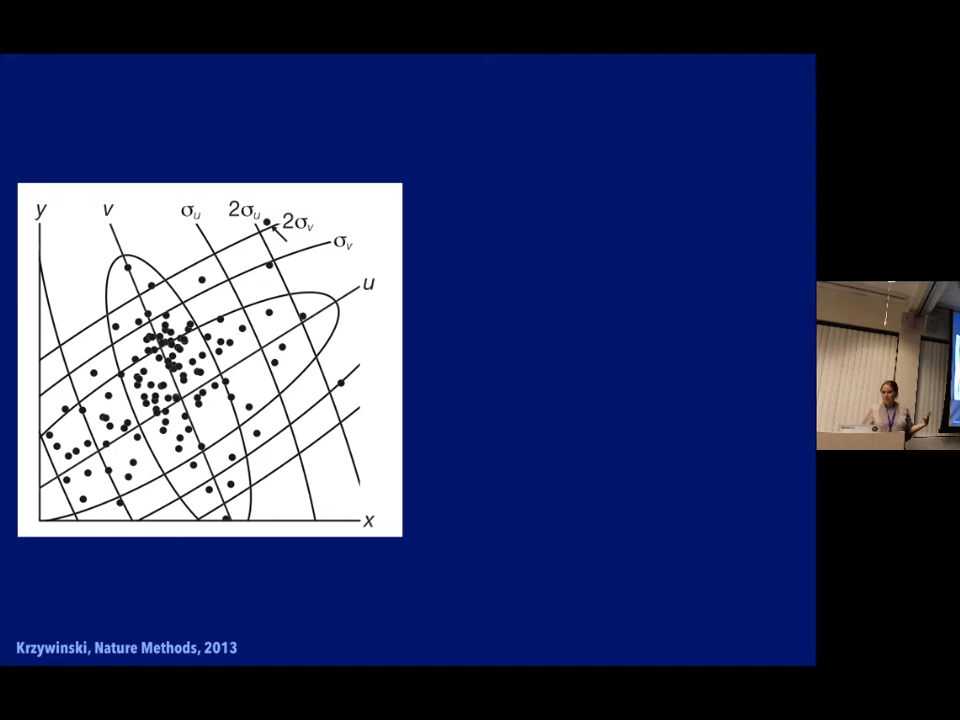 y
v
σu
2σu
2σv
σv
u
x
Krzywinski, Nature Methods, 2013